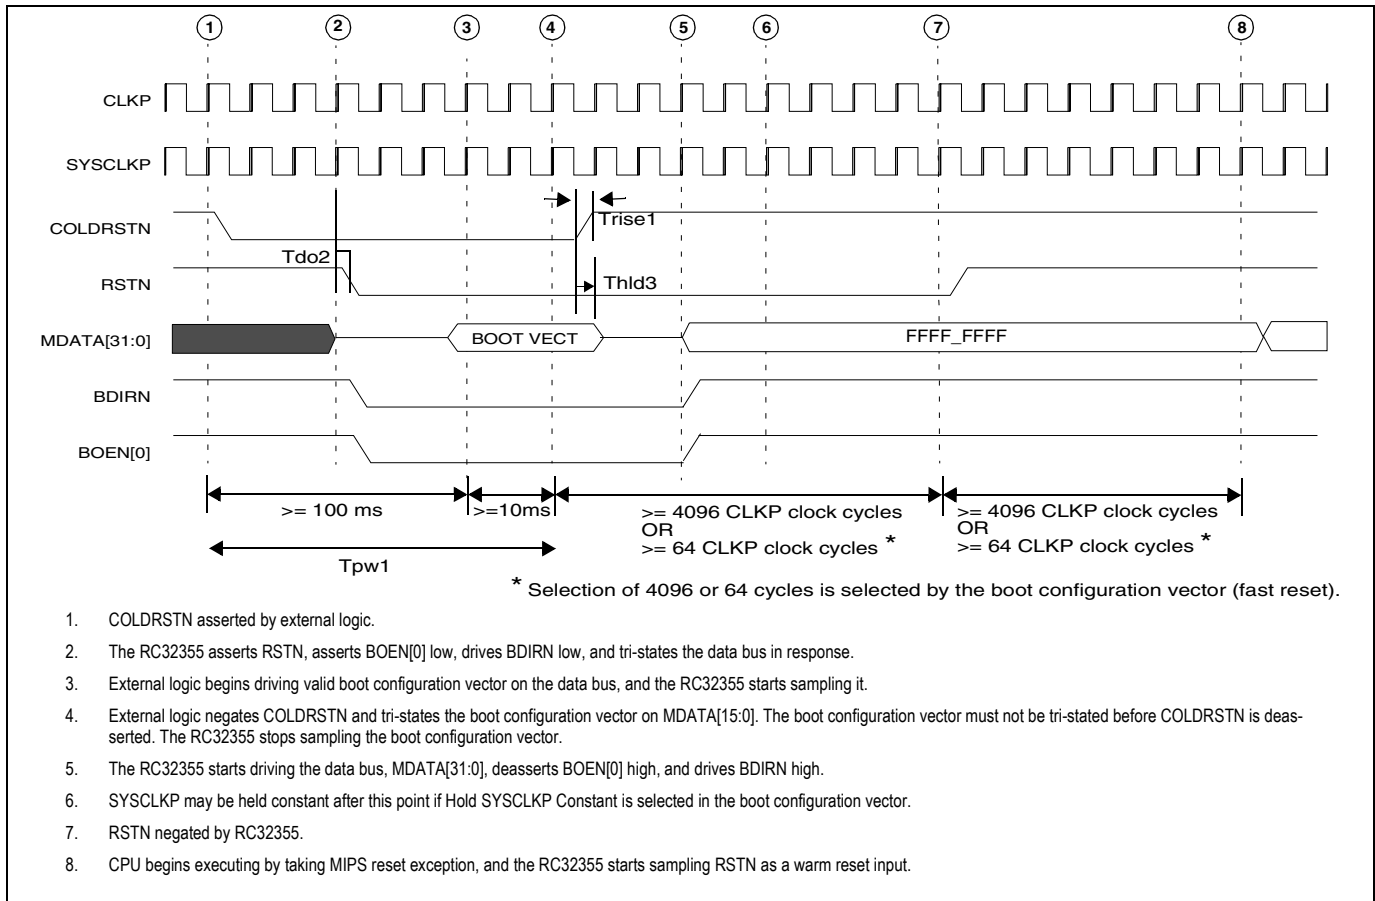 1 2 3 4 5 6 7 8
CLKP
SYSCLKP
COLDRSTN
Trise1
Tdo2
RSTN
Thld3
MDATA[31:0]
BOOT VECT
FFFF_FFFF
BDIRN
BOEN[0]
>= 100 ms
>=10ms
>= 4096 CLKP clock cycles
OR
>= 64 CLKP clock cycles *
>= 4096 CLKP clock cycles
OR
>= 64 CLKP clock cycles *
Tpw1
* Selection of 4096 or 64 cycles is selected by the boot configuration vector (fast reset).
1. COLDRSTN asserted by external logic.
2. The RC32355 asserts RSTN, asserts BOEN[0] low, drives BDIRN low, and tri-states the data bus in response.
3. External logic begins driving valid boot configuration vector on the data bus, and the RC32355 starts sampling it.
4. External logic negates COLDRSTN and tri-states the boot configuration vector on MDATA[15:0]. The boot configuration vector must not be tri-stated before COLDRSTN is deas-
serted. The RC32355 stops sampling the boot configuration vector.
5. The RC32355 starts driving the data bus, MDATA[31:0], deasserts BOEN[0] high, and drives BDIRN high.
6. SYSCLKP may be held constant after this point if Hold SYSCLKP Constant is selected in the boot configuration vector.
7. RSTN negated by RC32355.
8. CPU begins executing by taking MIPS reset exception, and the RC32355 starts sampling RSTN as a warm reset input.